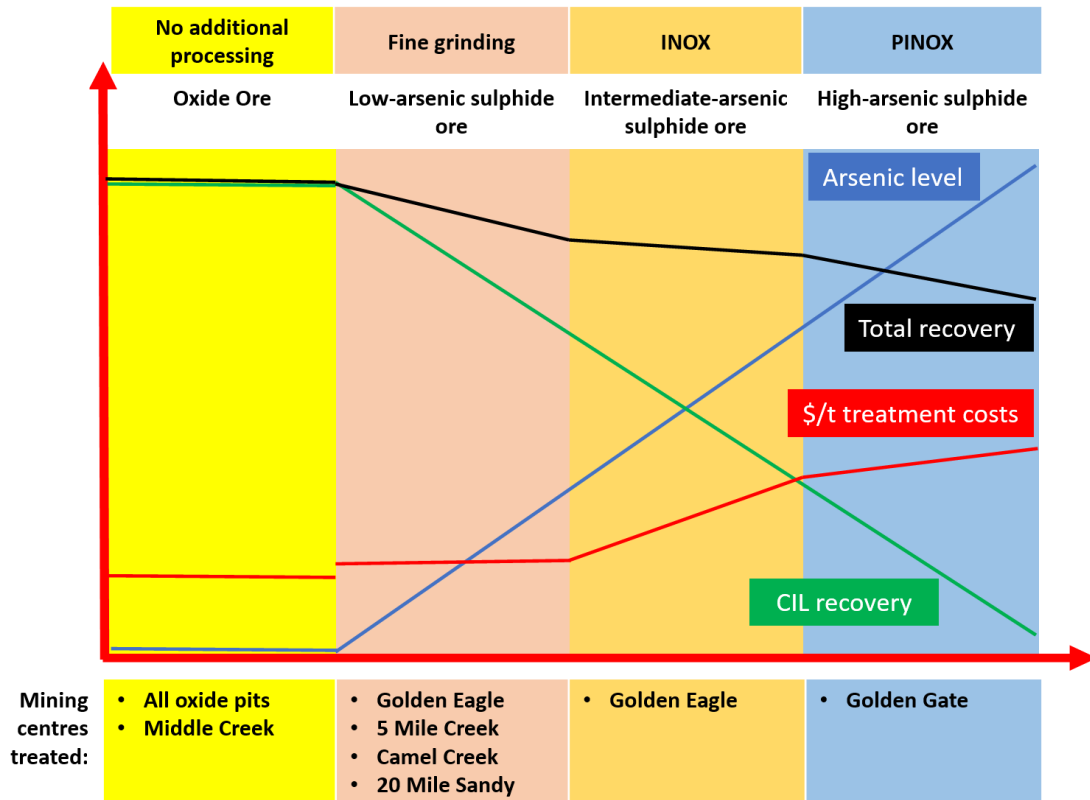 No additional
processing
Fine grinding
INOX
PINOX
Oxide Ore
Low-arsenic sulphide
ore
Intermediate-arsenic
sulphide ore
High-arsenic sulphide
ore
Arsenic level
Total recovery
$/t treatment costs
CIL recovery
Mining
centres
treated:
• All oxide pits
• Middle Creek
• Golden Eagle
• 5 Mile Creek
• Camel Creek
• 20 Mile Sandy
• Golden Eagle
• Golden Gate